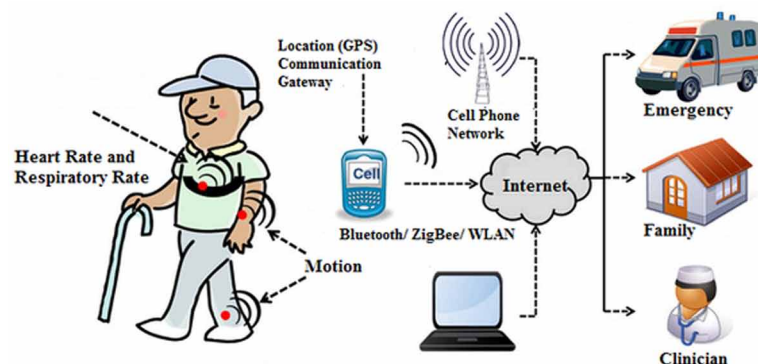 Location (GPS)
Communication
Gateway
Cell Phone
Network
Emergency
Heart Rate and
Respiratory Rate
Cell
Internet
Bluetooth/ ZigBee/ WLAN
Family
Motion
Clinician